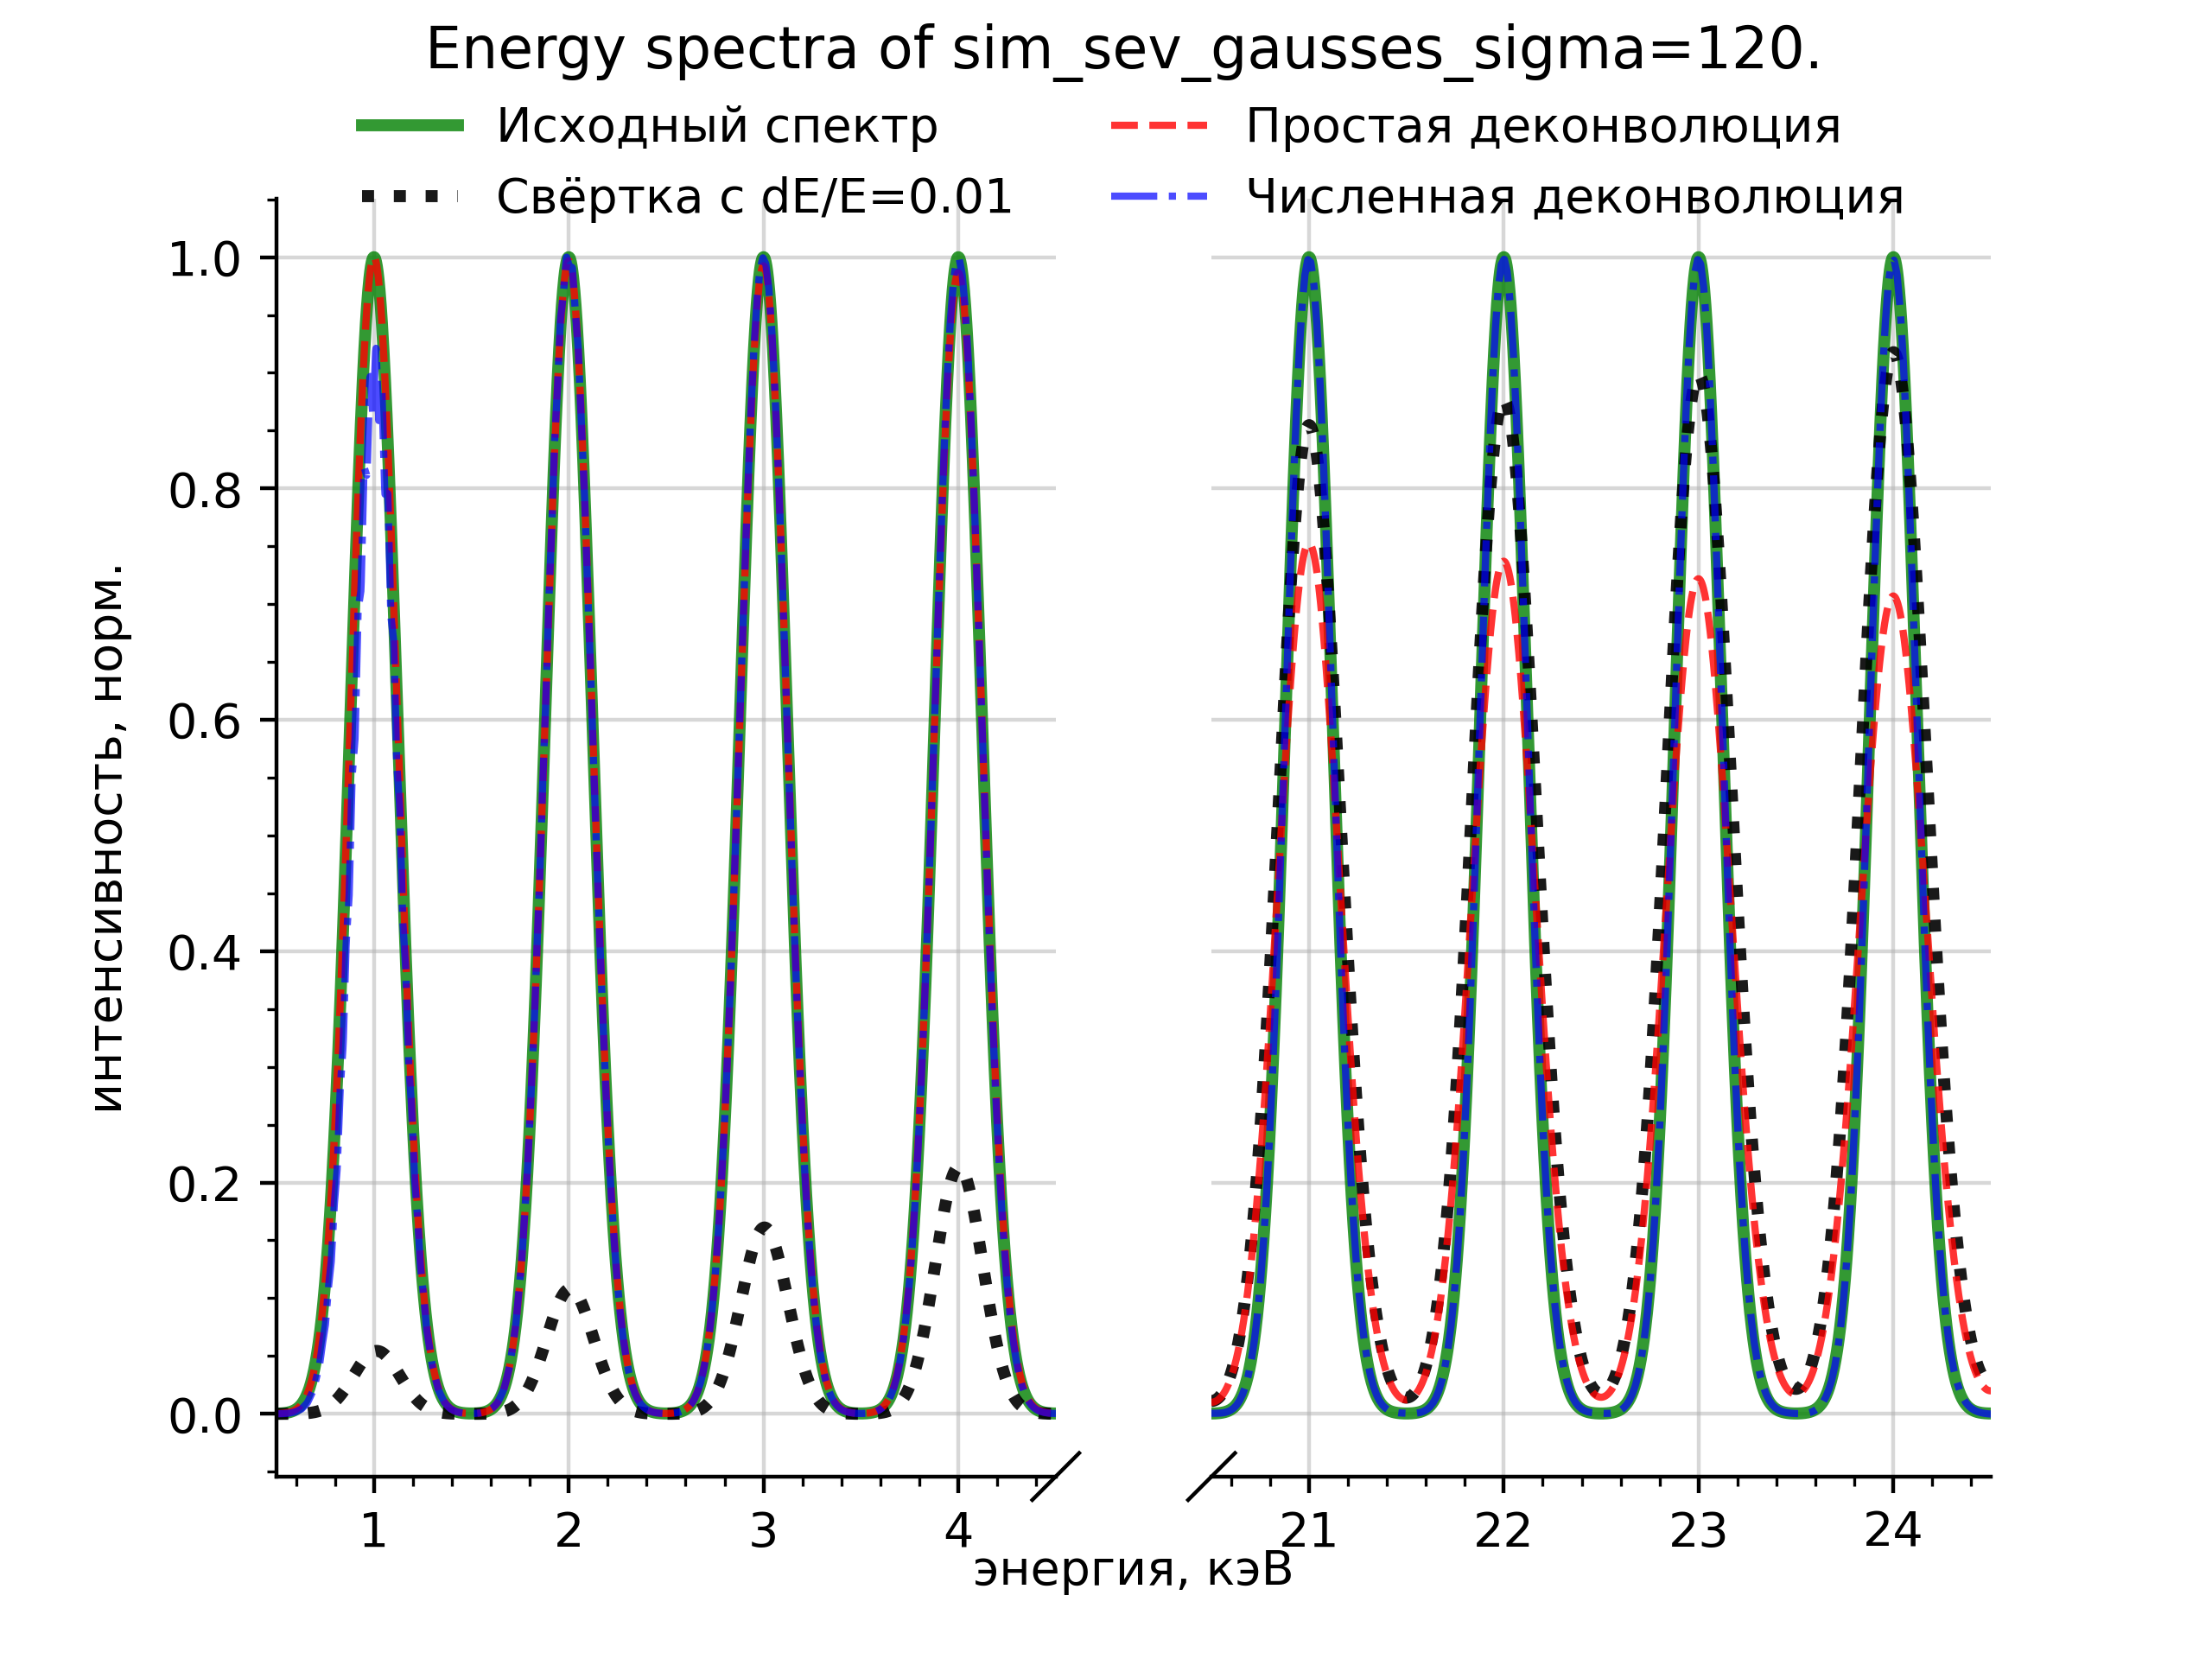 Energy spectra of sim_sev_gausses_sigma=120.
Исходный спектр
Свёртка с dE/E=0.01
Простая деконволюция
Численная деконволюция
интенсивность, норм.
1.0
0.8
0.6
0.4
0.2
0.0
1 2 3 4 21 22 23 24
энергия, кэВ